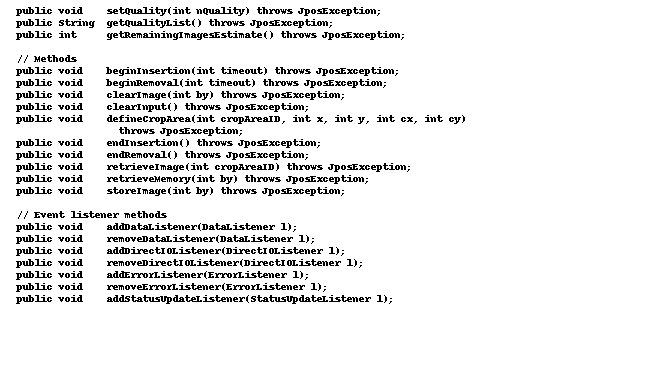 public void    setQuality(int nQuality) throws JposException;
public String  getQualityList() throws JposException;
public int     getRemainingImagesEstimate() throws JposException;

// Methods
public void    beginInsertion(int timeout) throws JposException;
public void    beginRemoval(int timeout) throws JposException;
public void    clearImage(int by) throws JposException;
public void    clearInput() throws JposException;
public void    defineCropArea(int cropAreaID, int x, int y, int cx, int cy)
                 throws JposException;
public void    endInsertion() throws JposException;
public void    endRemoval() throws JposException;
public void    retrieveImage(int cropAreaID) throws JposException;
public void    retrieveMemory(int by) throws JposException;
public void    storeImage(int by) throws JposException;

// Event listener methods
public void    addDataListener(DataListener l);
public void    removeDataListener(DataListener l);
public void    addDirectIOListener(DirectIOListener l);
public void    removeDirectIOListener(DirectIOListener l);
public void    addErrorListener(ErrorListener l);
public void    removeErrorListener(ErrorListener l);
public void    addStatusUpdateListener(StatusUpdateListener l);